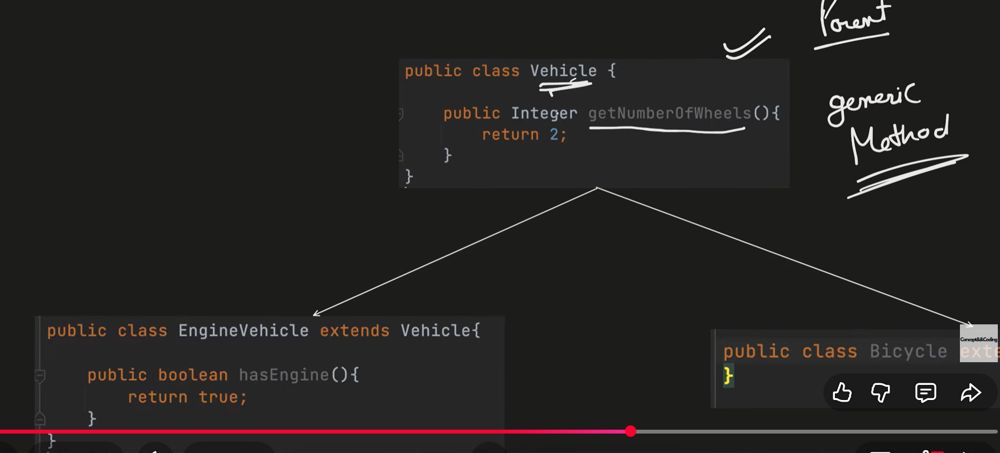 Parent
public class Vehicle {
generic
Method
public Integer getNumberOfWheels(){
return 2;
}
}
public class EngineVehicle extends Vehicle{
public boolean hasEngine(){
return true;
}
}
Concept&&Coding
public class Bicycle exte
}